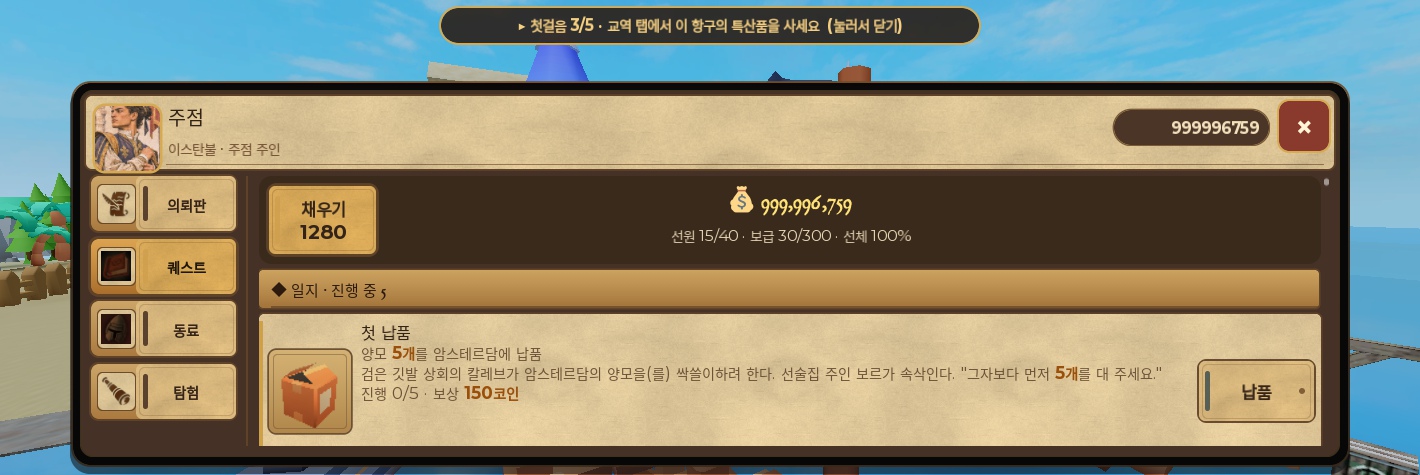 ▸ 첫걸음 3/5 · 교역 탭에서 이 항구의 특산품을 사세요 (눌러서 닫기)
주점
이스탄불 · 주점 주인
999996759
×
의뢰판
퀘스트
동료
탐험
채우기
1280
$ 999,996,759
선원 15/40 · 보급 30/300 · 선체 100%
◆ 일지 · 진행 중 5
첫 납품
양모 5개를 암스테르담에 납품
검은 깃발 상회의 칼레브가 암스테르담의 양모을(를) 싹쓸이하려 한다. 선술집 주인 보르가 속삭인다. "그자보다 먼저 5개를 대 주세요."
진행 0/5 · 보상 150코인
납품